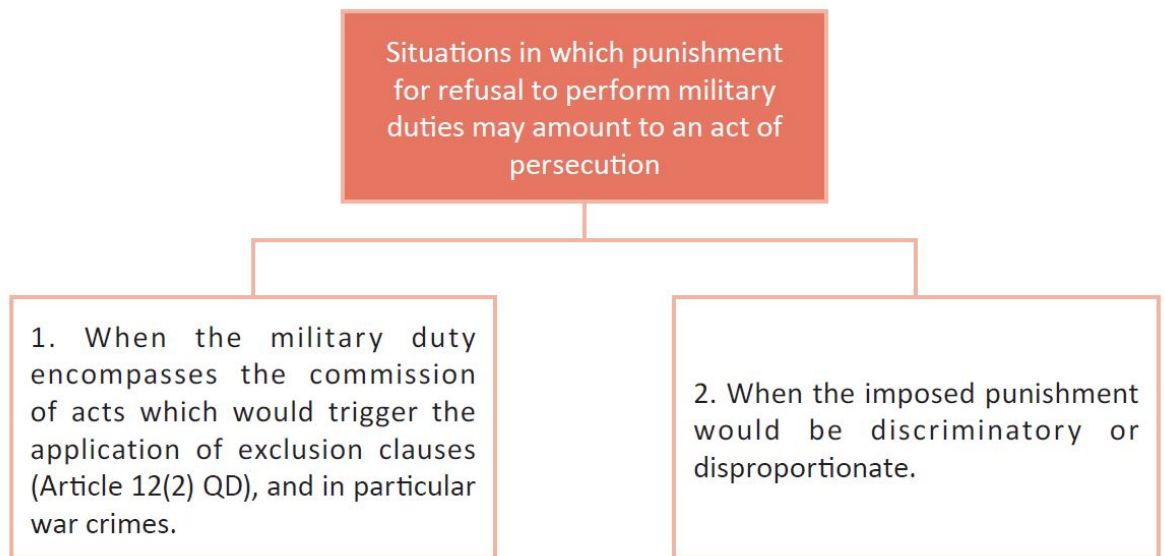 Situations in which punishment
for refusal to perform military
duties may amount to an act of
persecution
1. When the military duty
encompasses the commission
of acts which would trigger the
application of exclusion clauses
(Article 12(2) QD), and in particular
war crimes.
2. When the imposed punishment
would be discriminatory or
disproportionate.